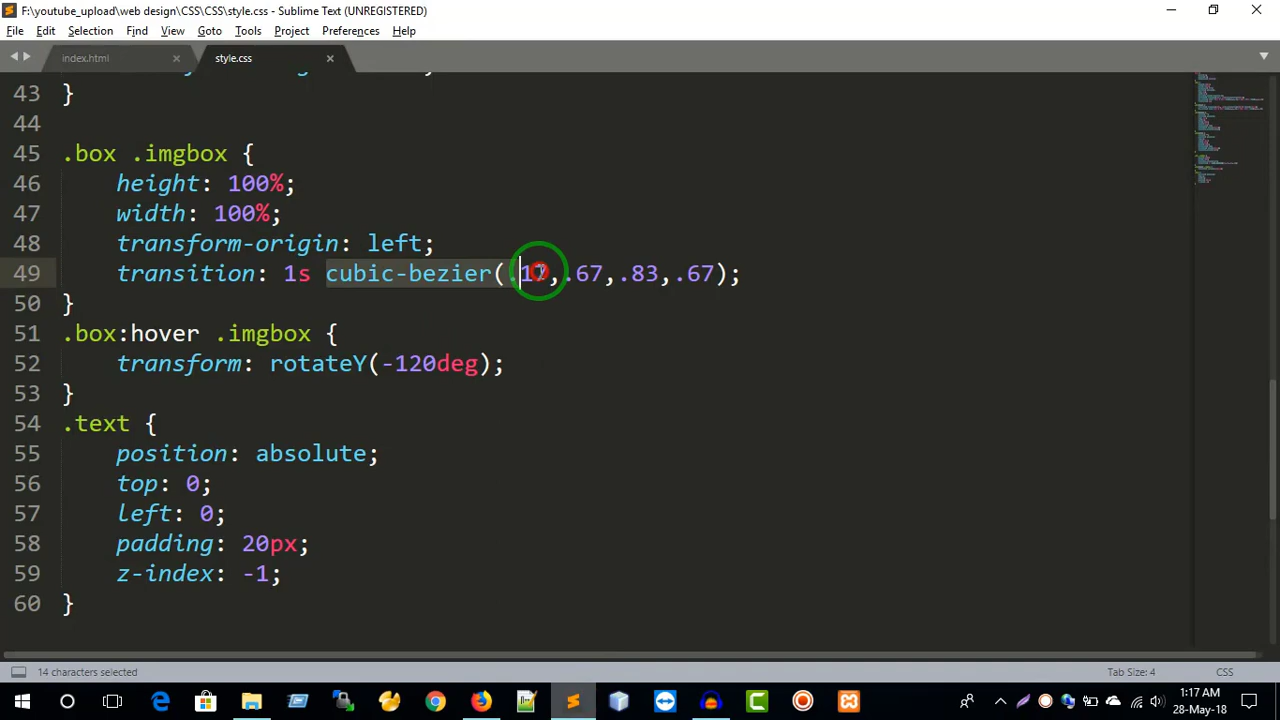 F:\youtube_upload\web design\CSS\CSS\style.css - Sublime Text (UNREGISTERED)
File Edit Selection Find View Goto Tools Project Preferences Help
index.html × style.css ×
43 }
44
45 .box .imgbox {
46 height: 100%;
47 width: 100%;
48 transform-origin: left;
49 transition: 1s cubic-bezier(.17,.67,.83,.67);
50 }
51 .box:hover .imgbox {
52 transform: rotateY(-120deg);
53 }
54 .text {
55 position: absolute;
56 top: 0;
57 left: 0;
58 padding: 20px;
59 z-index: -1;
60 }
14 characters selected Tab Size: 4 CSS
1:17 AM
28-May-18